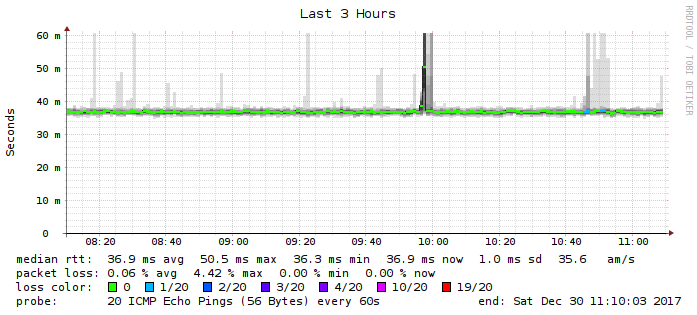 Last 3 Hours
RRDTOOL / TOBI OETIKER
Seconds
60 m
50 m
40 m
30 m
20 m
10 m
0
08:20 08:40 09:00 09:20 09:40 10:00 10:20 10:40 11:00
median rtt: 36.9 ms avg 50.5 ms max 36.3 ms min 36.9 ms now 1.0 ms sd 35.6 am/s
packet loss: 0.06 % avg 4.42 % max 0.00 % min 0.00 % now
loss color: 0 1/20 2/20 3/20 4/20 10/20 19/20
probe: 20 ICMP Echo Pings (56 Bytes) every 60s end: Sat Dec 30 11:10:03 2017